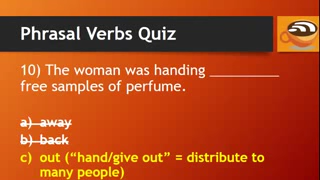 Phrasal Verbs Quiz
10) The woman was handing _________
free samples of perfume.
a) away
b) back
c) out (“hand/give out” = distribute to
many people)